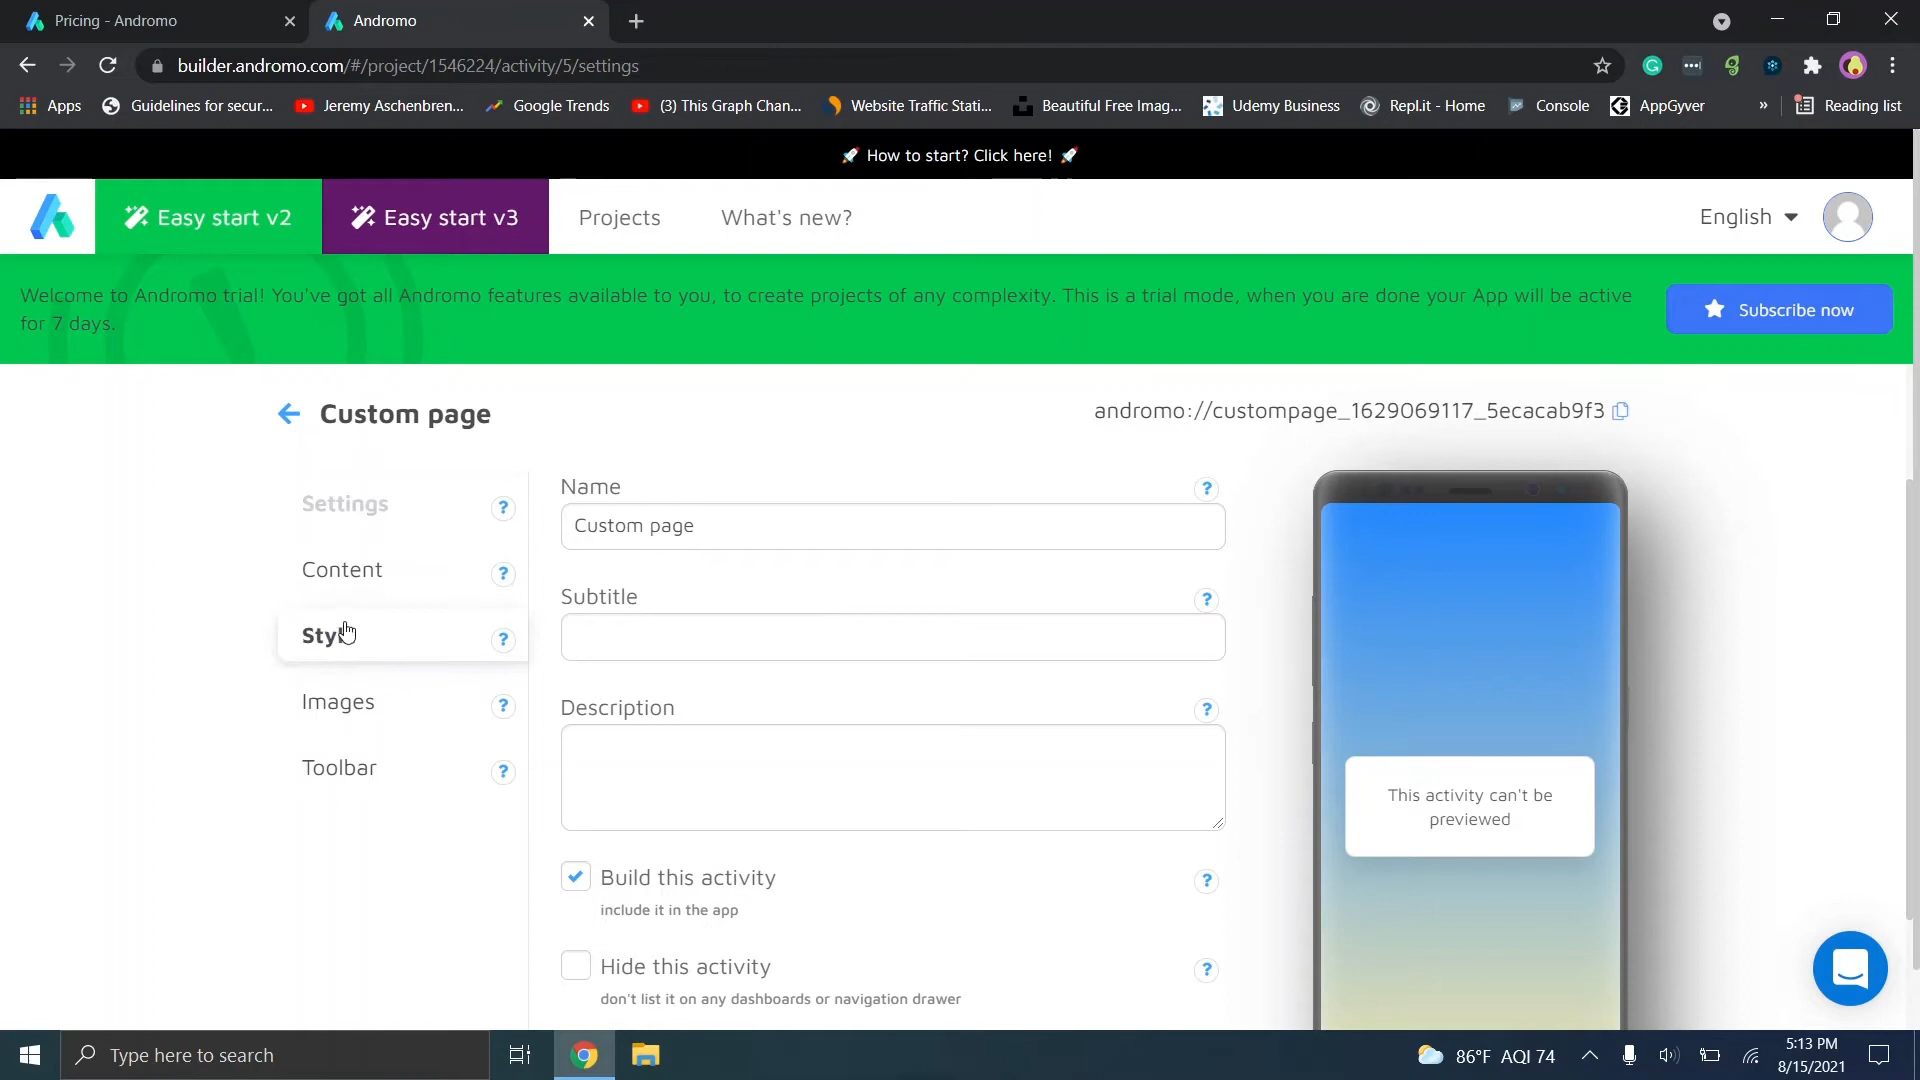 Pricing - Andromo
Andromo
builder.andromo.com/#/project/1546224/activity/5/settings
Apps
Guidelines for secur...
Jeremy Aschenbren...
Google Trends
(3) This Graph Chan...
Website Traffic Stati...
Beautiful Free Imag...
Udemy Business
Repl.it - Home
Console
AppGyver
»
Reading list
🚀 How to start? Click here! 🚀
Easy start v2
Easy start v3
Projects
What's new?
English
Welcome to Andromo trial! You've got all Andromo features available to you, to create projects of any complexity. This is a trial mode, when you are done your App will be active
for 7 days.
Subscribe now
Custom page
andromo://custompage_1629069117_5ecacab9f3
Settings ?
Content ?
?
Images ?
Toolbar ?
Name ?
Custom page
Subtitle ?
Description ?
Build this activity ?
include it in the app
Hide this activity ?
don't list it on any dashboards or navigation drawer
This activity can't be
previewed
Type here to search
86°F AQI 74
5:13 PM
8/15/2021